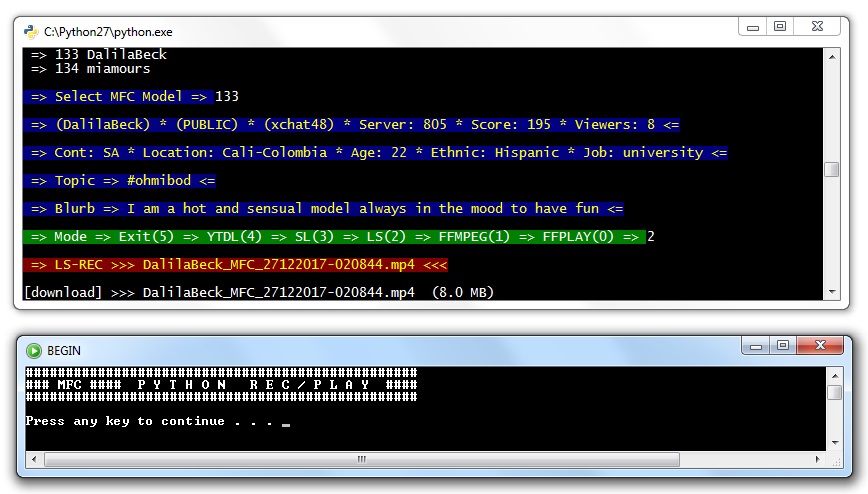 C:\Python27\python.exe
=> 133 DalilaBeck
=> 134 miamours
=> Select MFC Model => 133
=> (DalilaBeck) * (PUBLIC) * (xchat48) * Server: 805 * Score: 195 * Viewers: 8 <=
=> Cont: SA * Location: Cali-Colombia * Age: 22 * Ethnic: Hispanic * Job: university <=
=> Topic => #ohmibod <=
=> Blurb => I am a hot and sensual model always in the mood to have fun <=
=> Mode => Exit(5) => YTDL(4) => SL(3) => LS(2) => FFMPEG(1) => FFPLAY(0) => 2
=> LS-REC >>> DalilaBeck_MFC_27122017-020844.mp4 <<<
[download] >>> DalilaBeck_MFC_27122017-020844.mp4  (8.0 MB)
BEGIN
################################################
### MFC ####  P Y T H O N   R E C / P L A Y  ####
################################################
Press any key to continue . . . _